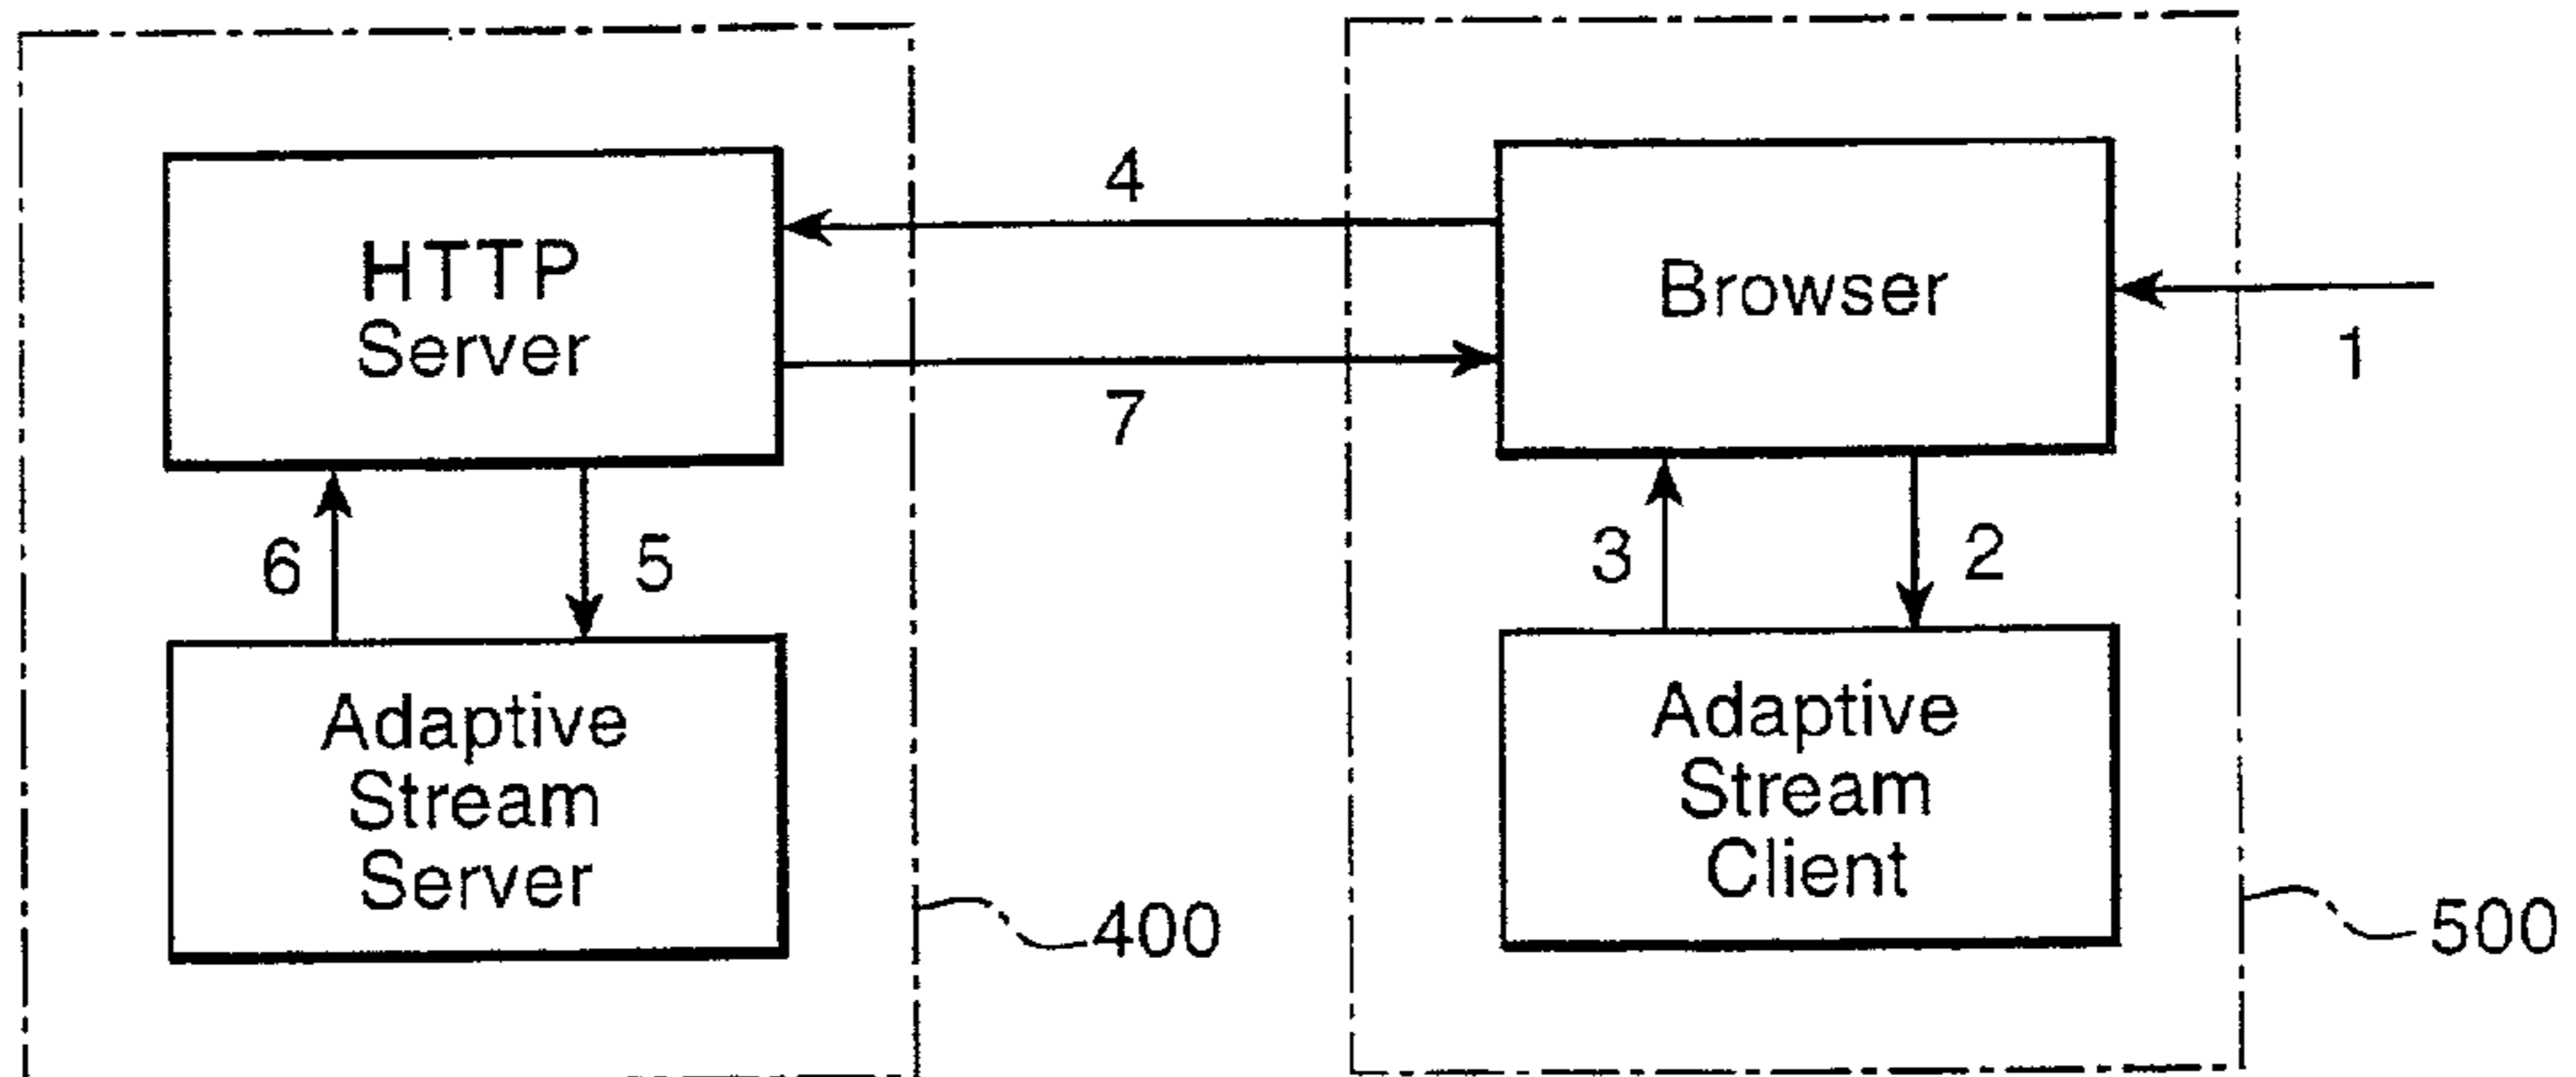 HTTP
Server
4
7
Browser
1
6
5
3
2
Adaptive
Stream
Server
400
Adaptive
Stream
Client
500